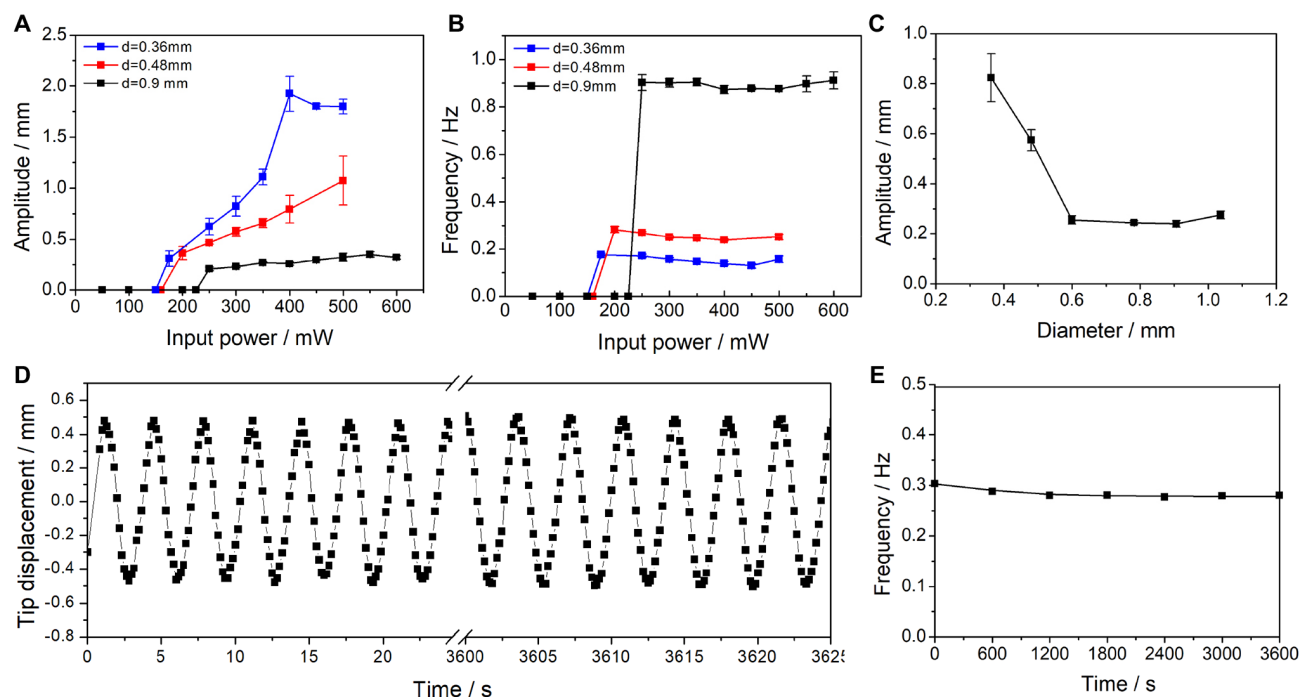 A
B
C
d=0.36mm
d=0.48mm
d=0.9 mm
Amplitude / mm
2.5
2.0
1.5
1.0
0.5
0.0
0 100 200 300 400 500 600
Input power / mW
d=0.36mm
d=0.48mm
d=0.9mm
Frequency / Hz
1.0
0.8
0.6
0.4
0.2
0.0
0 100 200 300 400 500 600
Input power / mW
Amplitude / mm
1.0
0.8
0.6
0.4
0.2
0.0
0.2 0.4 0.6 0.8 1.0 1.2
Diameter / mm
D
Tip displacement / mm
0.6
0.4
0.2
0.0
-0.2
-0.4
-0.6
-0.8
0 5 10 15 20 3600 3605 3610 3615 3620 3625
Time / s
E
Frequency / Hz
0.5
0.4
0.3
0.2
0.1
0.0
0 600 1200 1800 2400 3000 3600
Time / s